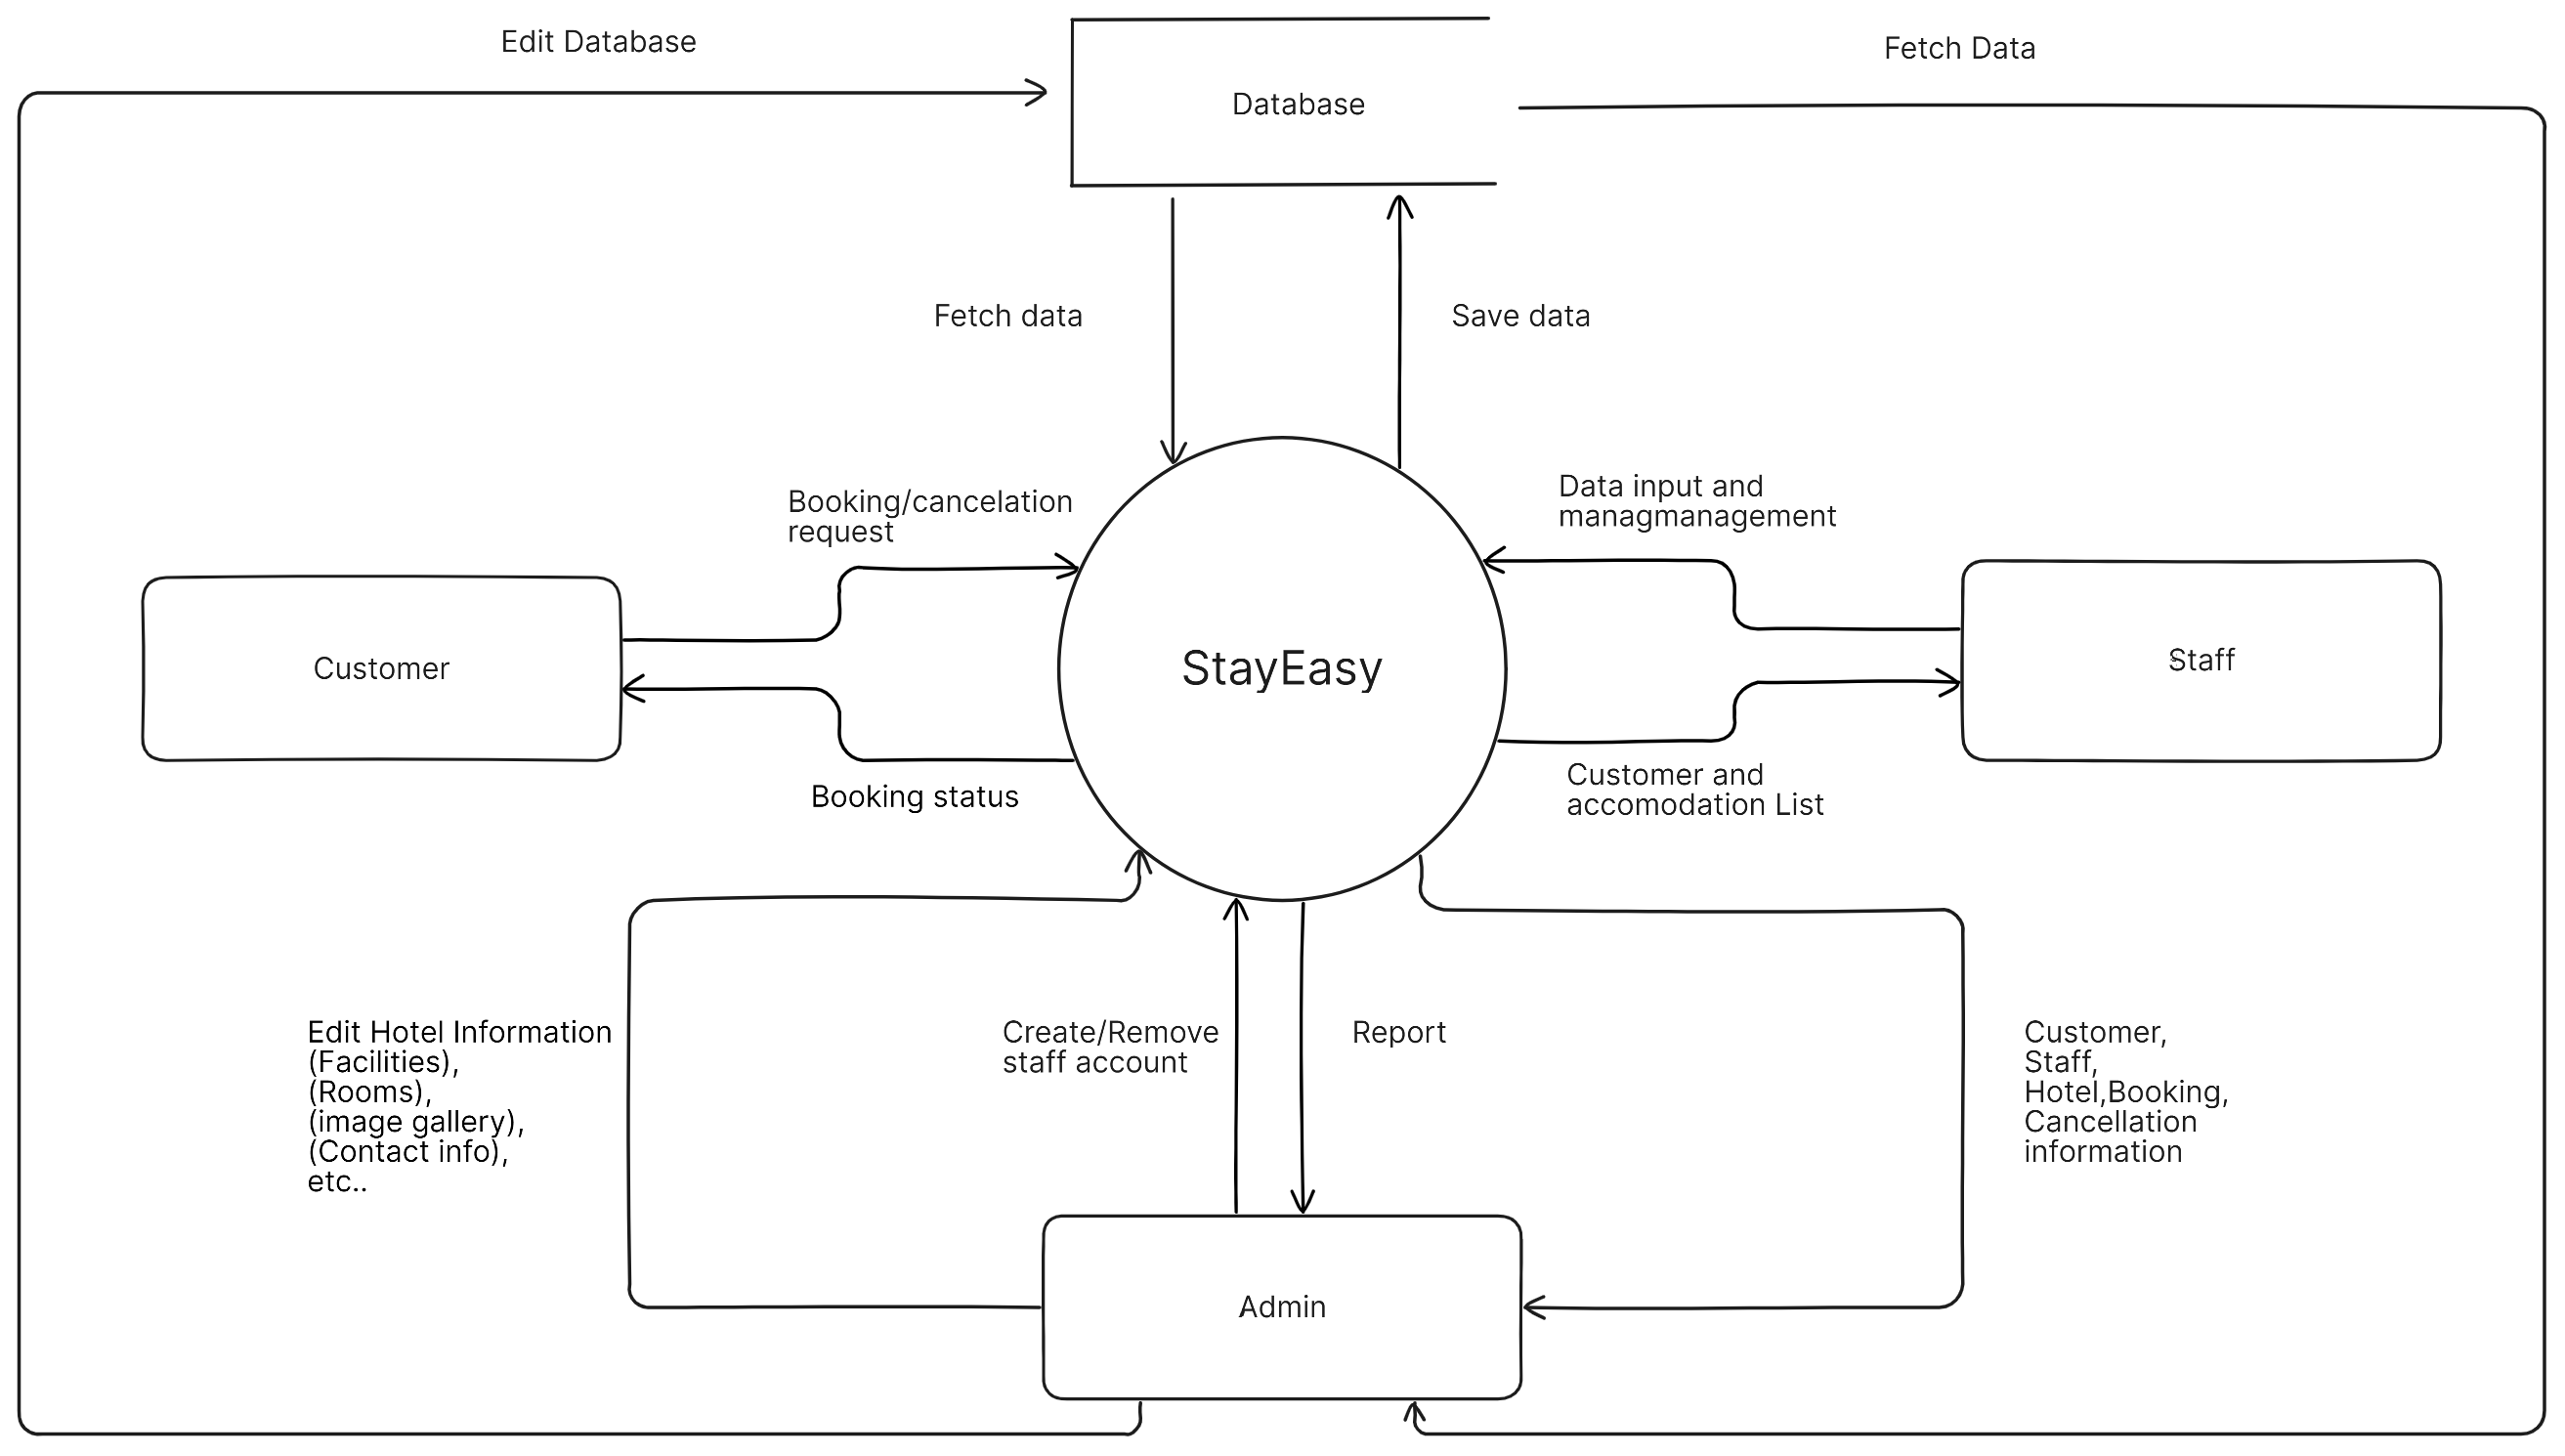 Edit Database
Fetch Data
Database
Fetch data
Save data
Booking/cancelation
request
Data input and
managmanagement
Customer
StayEasy
Staff
Booking status
Customer and
accomodation List
Edit Hotel Information
(Facilities),
(Rooms),
(image gallery),
(Contact info),
etc..
Create/Remove
staff account
Report
Customer,
Staff,
Hotel,Booking,
Cancellation
information
Admin